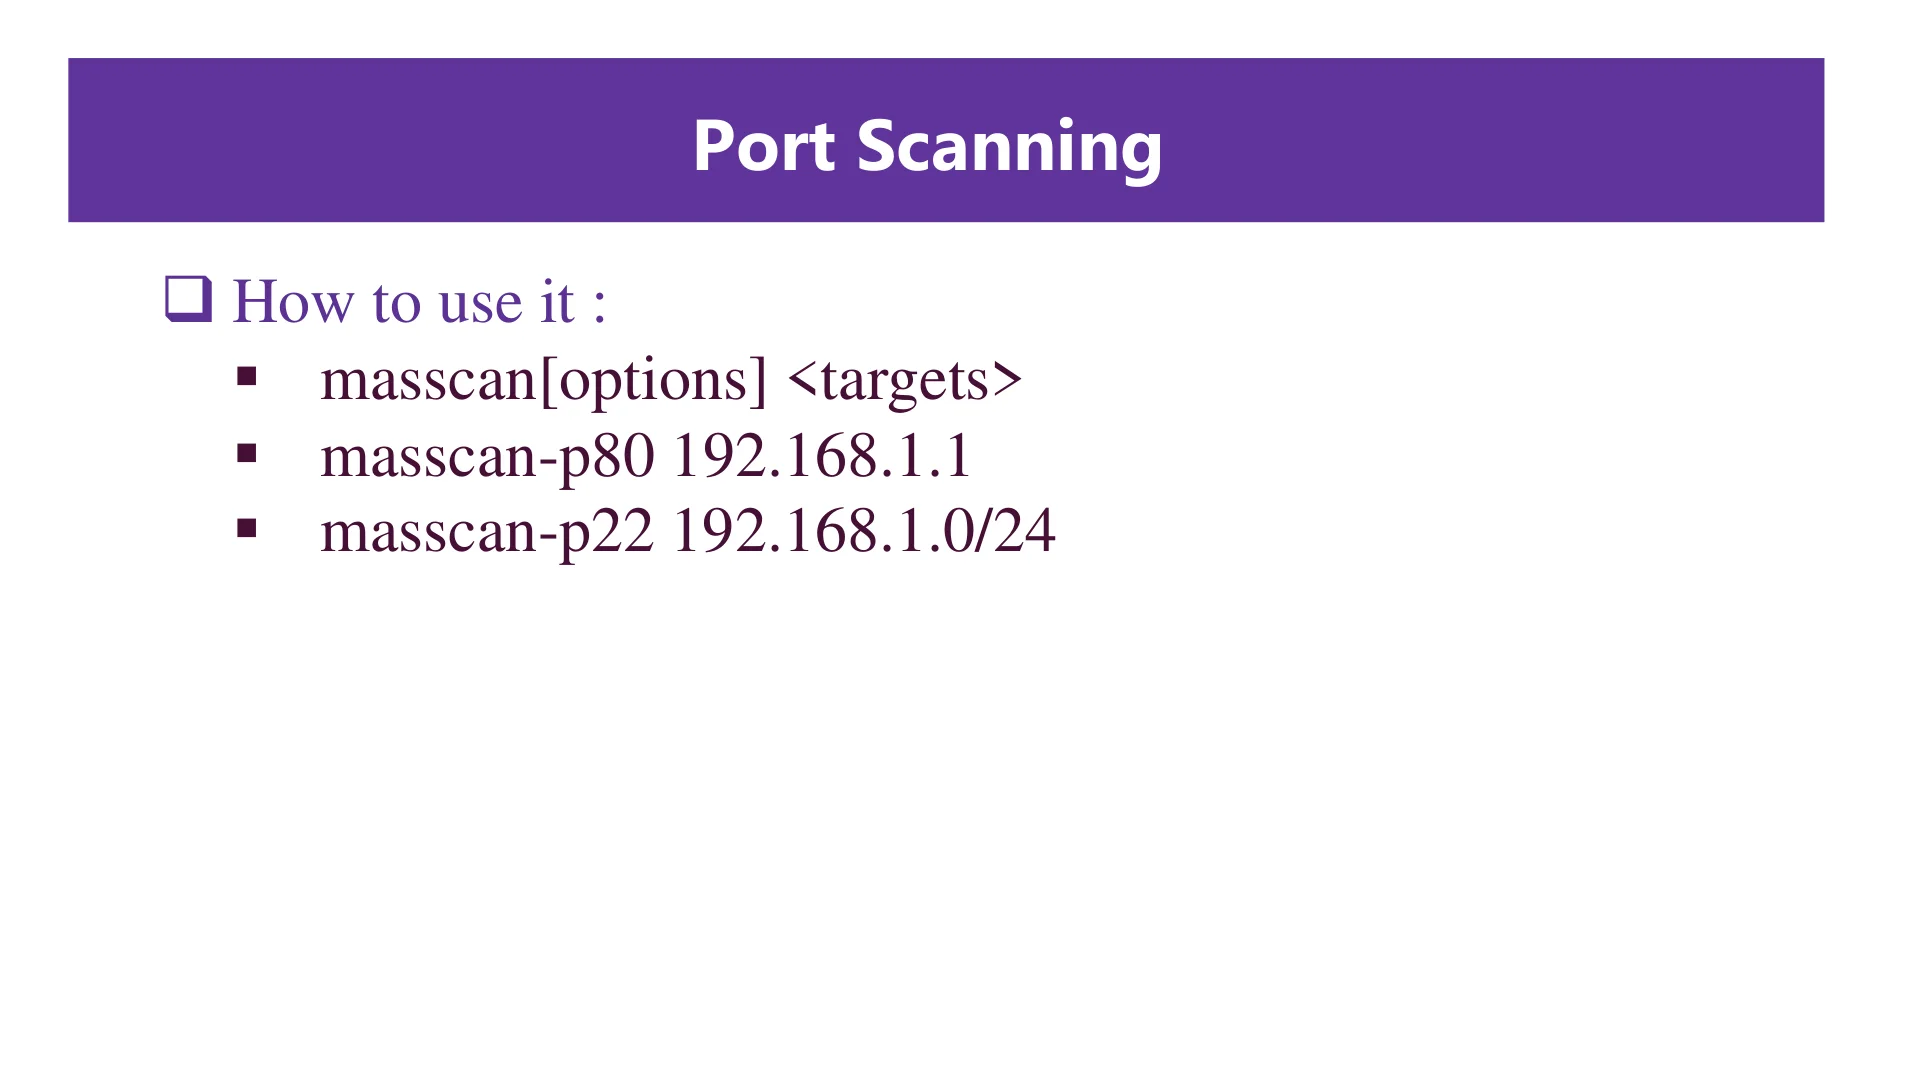 Port Scanning
How to use it :
masscan[options] <targets>
masscan-p80 192.168.1.1
masscan-p22 192.168.1.0/24